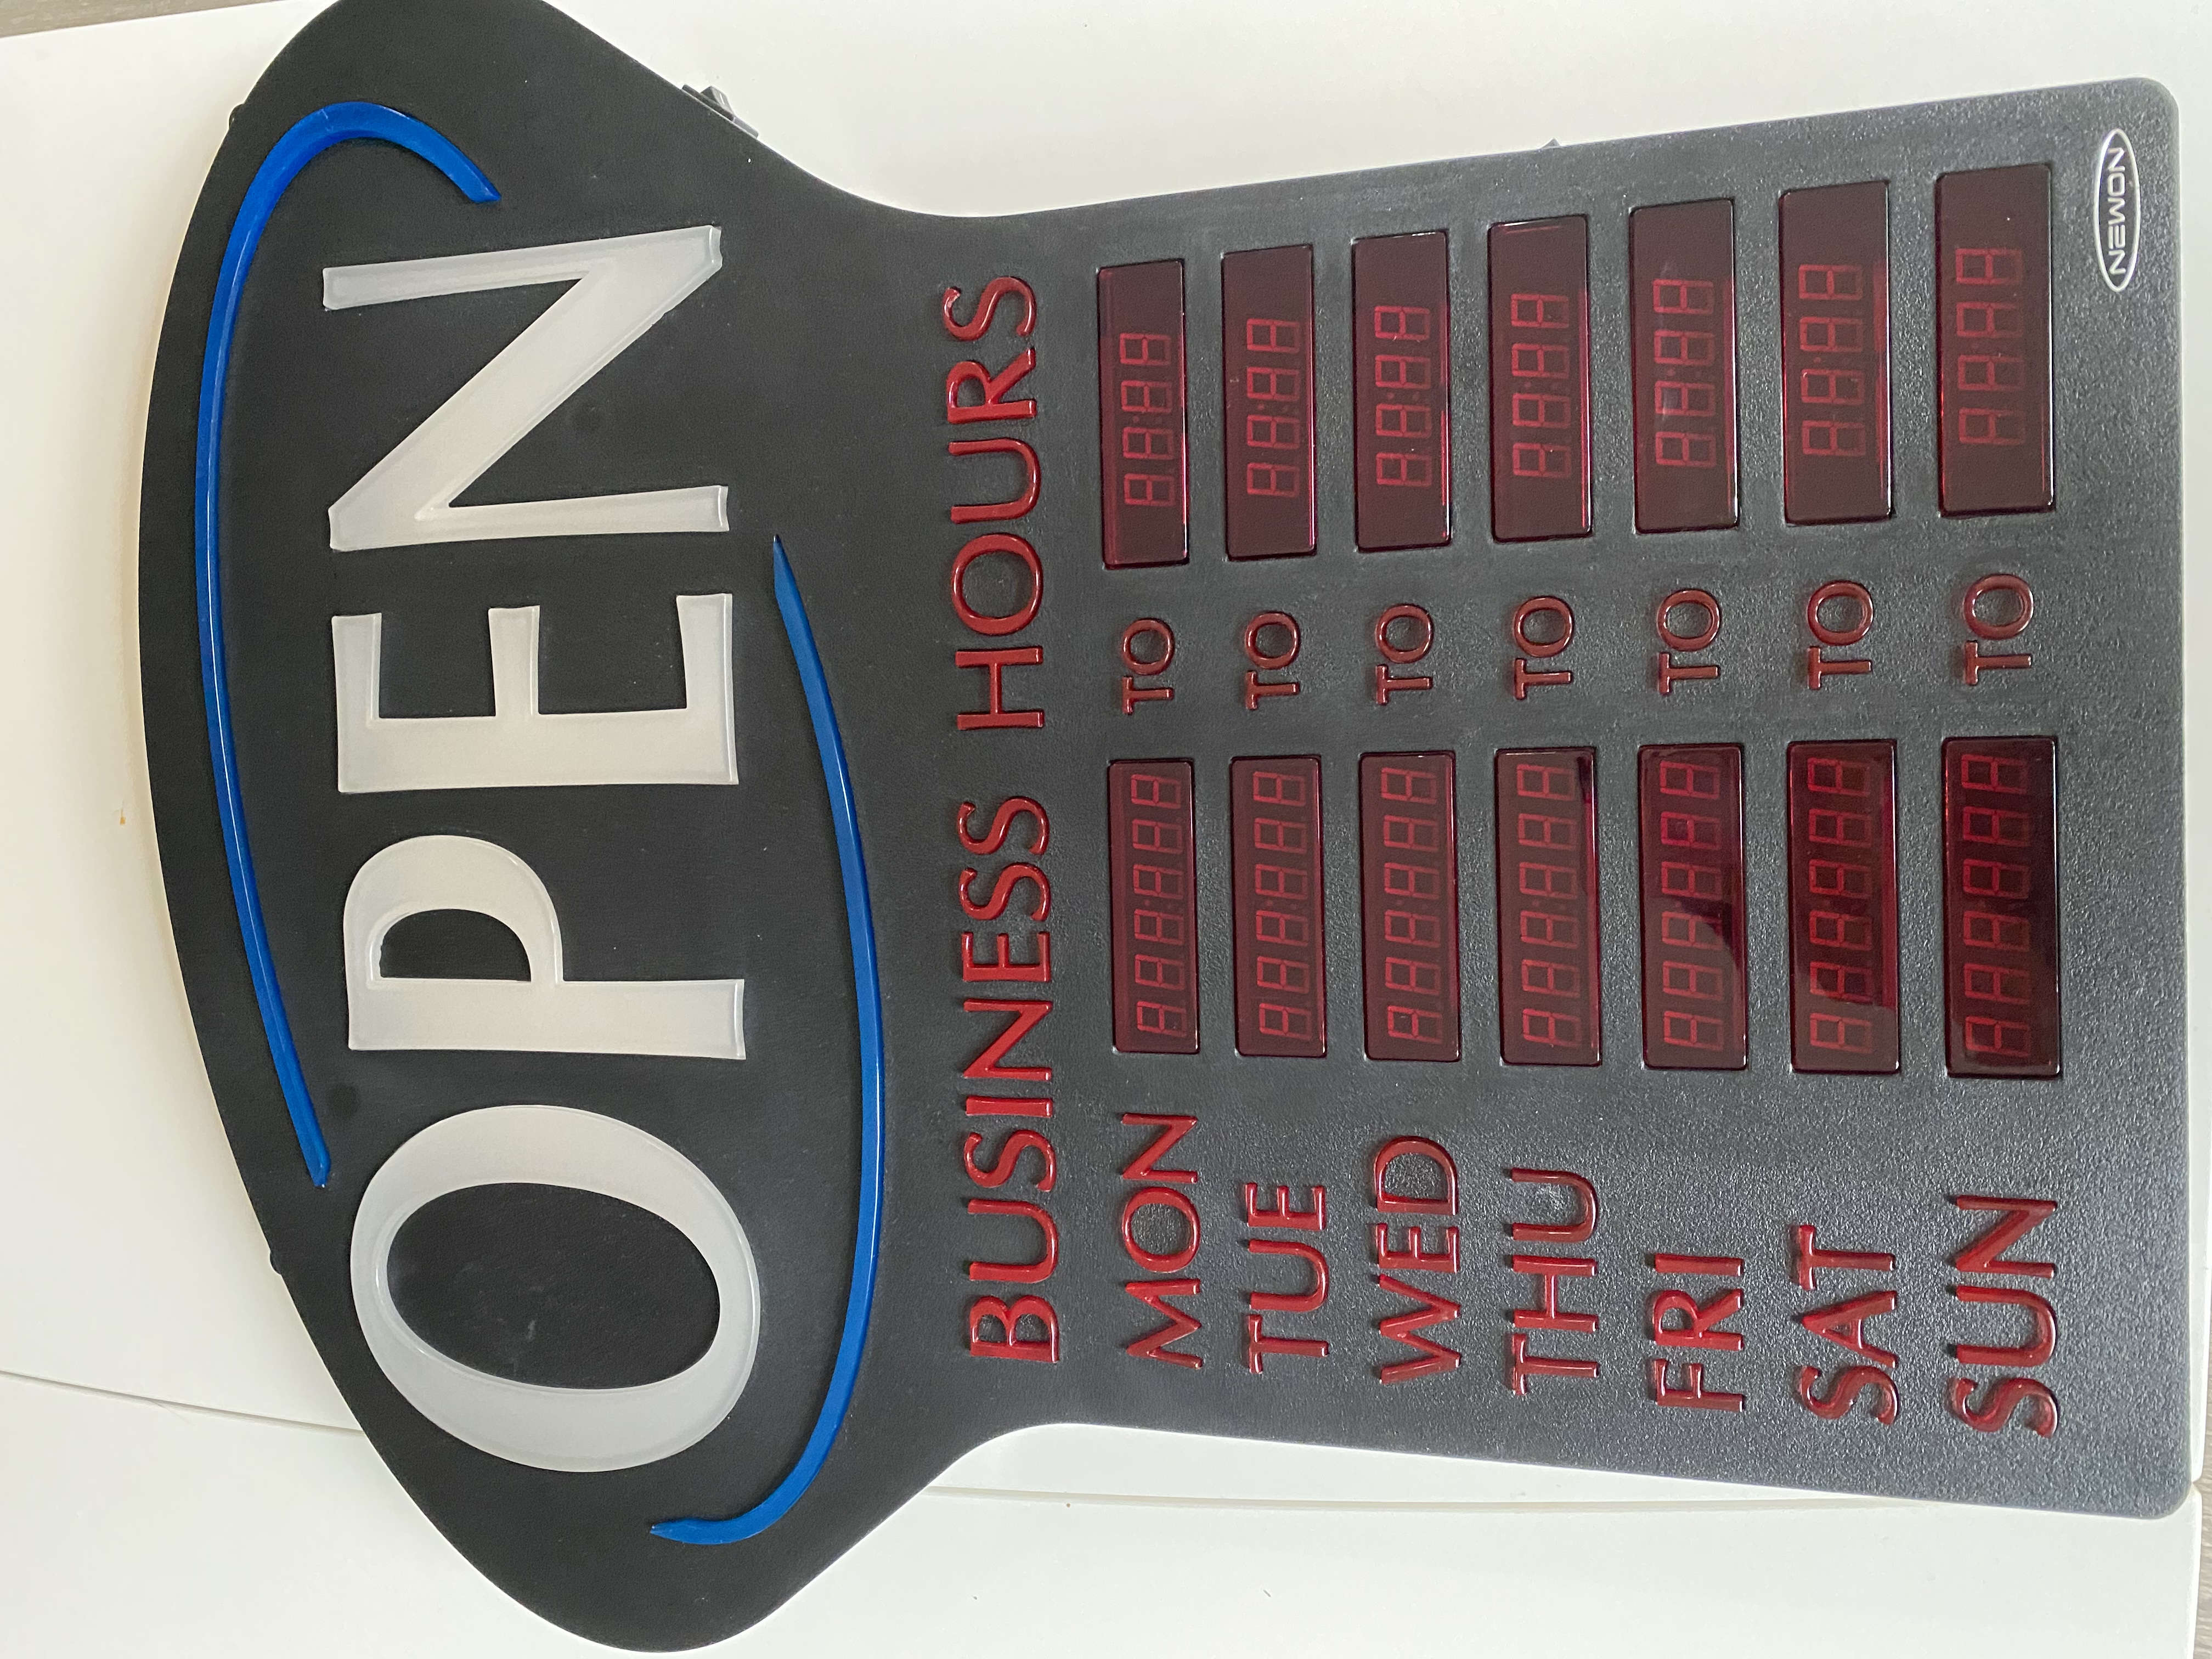 OPEN
BUSINESS HOURS
MON TO
TUE TO
WED TO
THU TO
FRI TO
SAT TO
SUN TO
NEWON